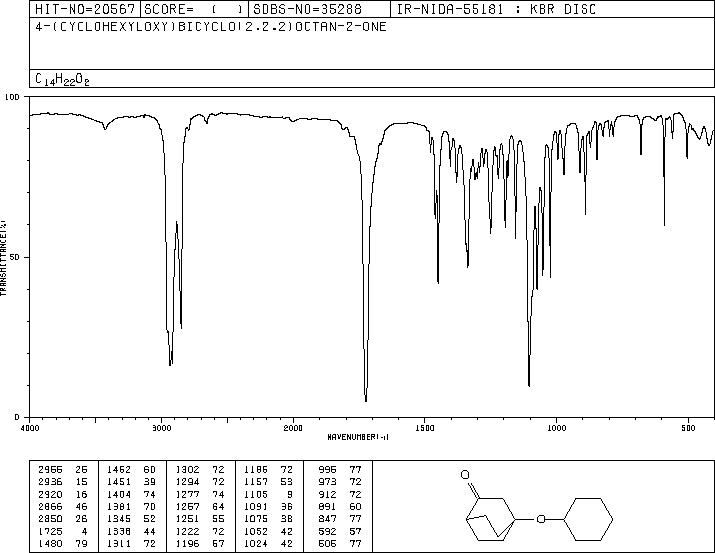 HIT-NO=20567 SCORE= ( ) SDBS-NO=35288 IR-NIDA-55181 : KBR DISC
4-(CYCLOHEXYLOXY)BICYCLO(2.2.2)OCTAN-2-ONE
C14H22O2
100
50
0
TRANSMITTANCE(%)
4000 3000 2000 1500 1000 500
WAVENUMBER(-1)
2966 26 1462 60 1302 72 1186 72 996 77
2936 15 1451 39 1294 72 1157 53 973 72
2920 16 1404 74 1277 74 1105 9 912 72
2866 46 1381 70 1267 64 1091 36 891 60
2850 26 1345 52 1251 55 1075 38 847 77
1725 4 1338 44 1222 72 1052 42 592 57
1480 79 1311 72 1196 57 1024 42 506 77
O
O